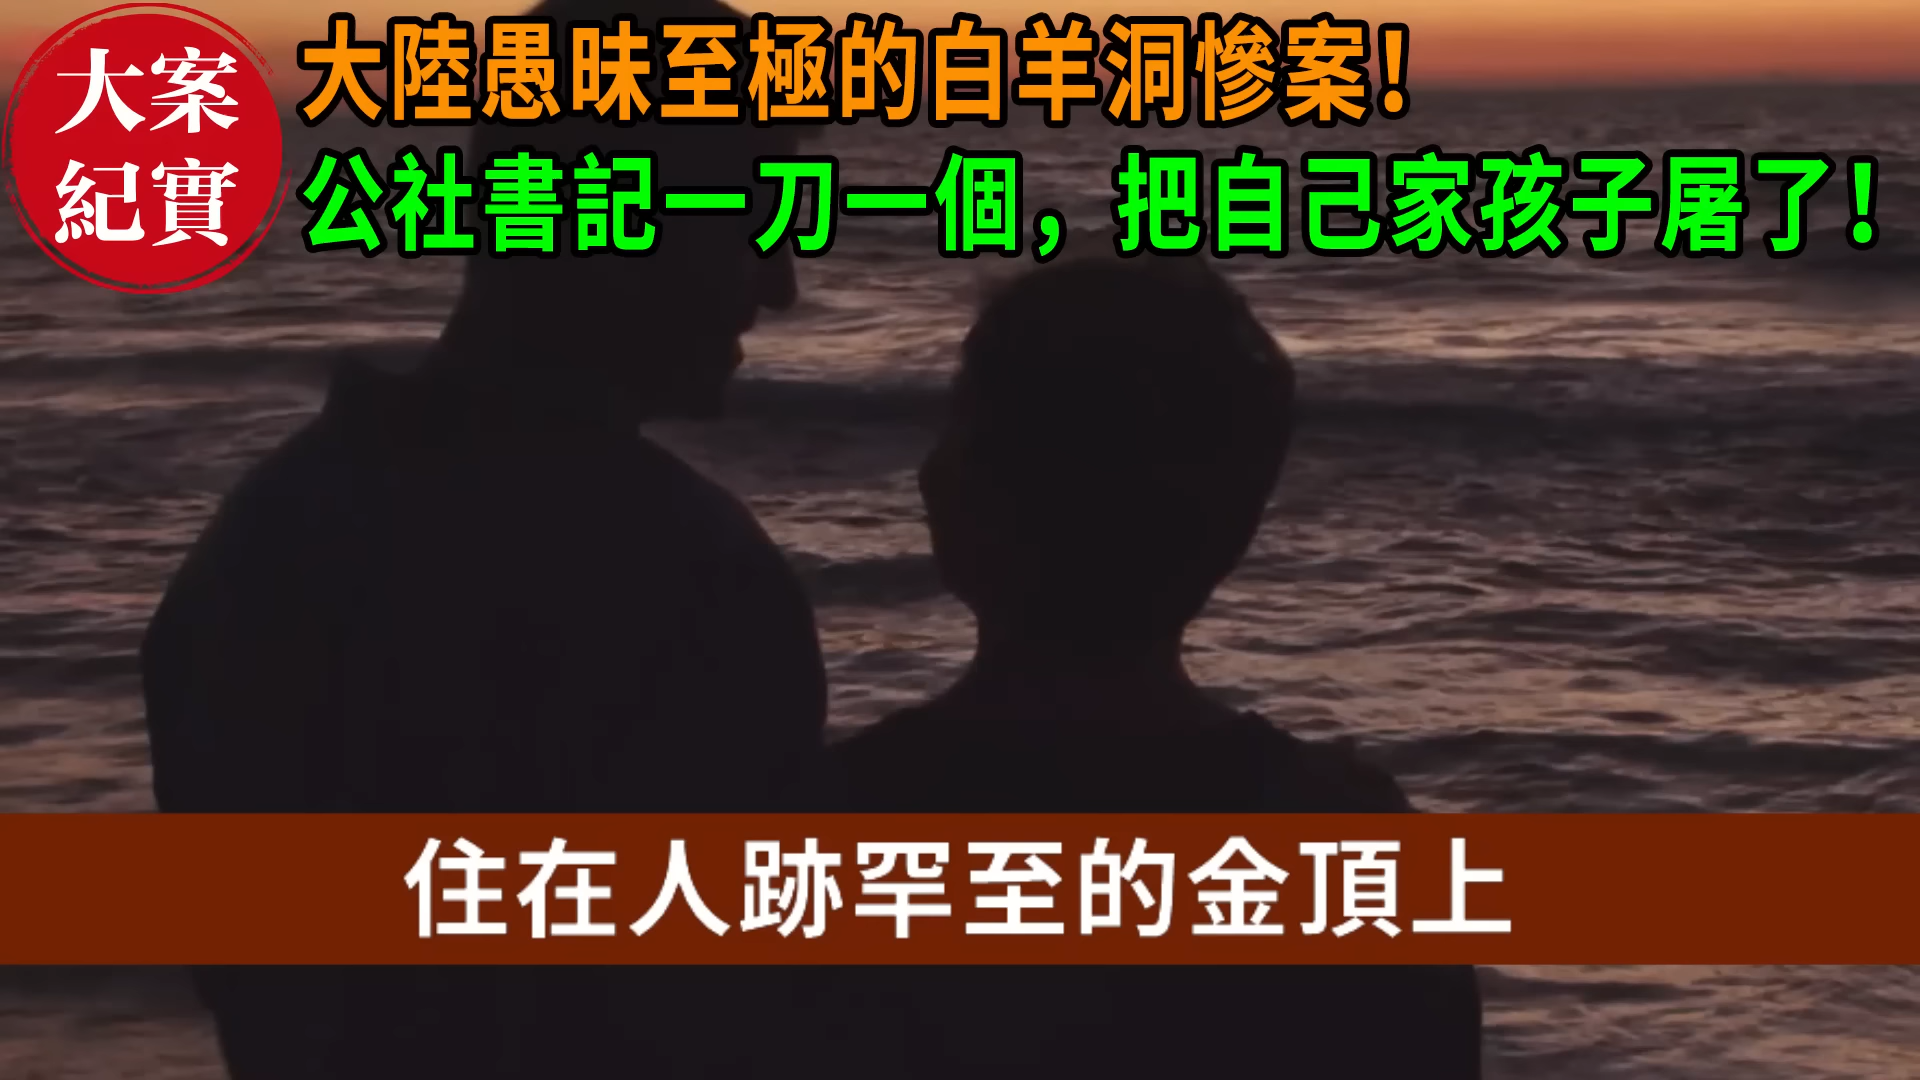 大案
紀實
大陸愚昧至極的白羊洞慘案！
公社書記一刀一個，把自己家孩子屠了！
住在人跡罕至的金頂上